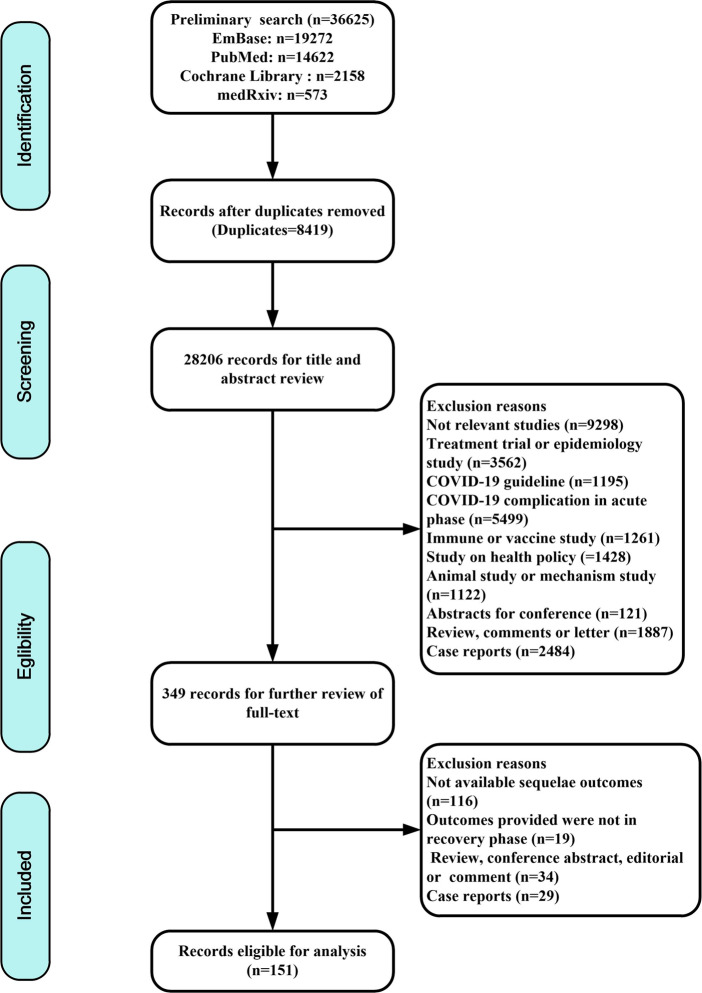 Identification
Preliminary search (n=36625)
EmBase: n=19272
PubMed: n=14622
Cochrane Library : n=2158
medRxiv: n=573
Records after duplicates removed
(Duplicates=8419)
Screening
28206 records for title and
abstract review
Exclusion reasons
Not relevant studies (n=9298)
Treatment trial or epidemiology
study (n=3562)
COVID-19 guideline (n=1195)
COVID-19 complication in acute
phase (n=5499)
Immune or vaccine study (n=1261)
Study on health policy (=1428)
Animal study or mechanism study
(n=1122)
Abstracts for conference (n=121)
Review, comments or letter (n=1887)
Case reports (n=2484)
Eglibility
349 records for further review of
full-text
Exclusion reasons
Not available sequelae outcomes
(n=116)
Outcomes provided were not in
recovery phase (n=19)
Review, conference abstract, editorial
or comment (n=34)
Case reports (n=29)
Included
Records eligible for analysis
(n=151)